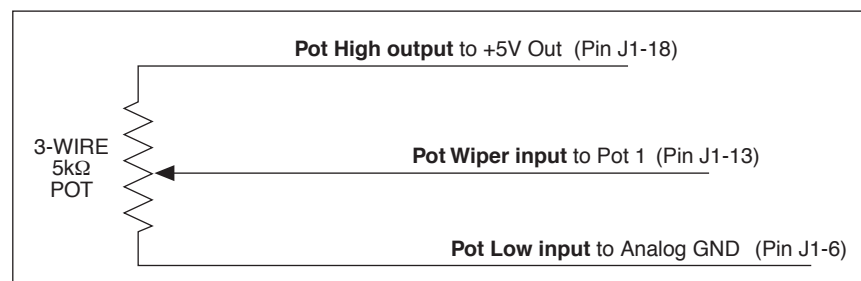 Pot High output to +5V Out (Pin J1-18)
3-WIRE
5kΩ
POT
Pot Wiper input to Pot 1 (Pin J1-13)
Pot Low input to Analog GND (Pin J1-6)